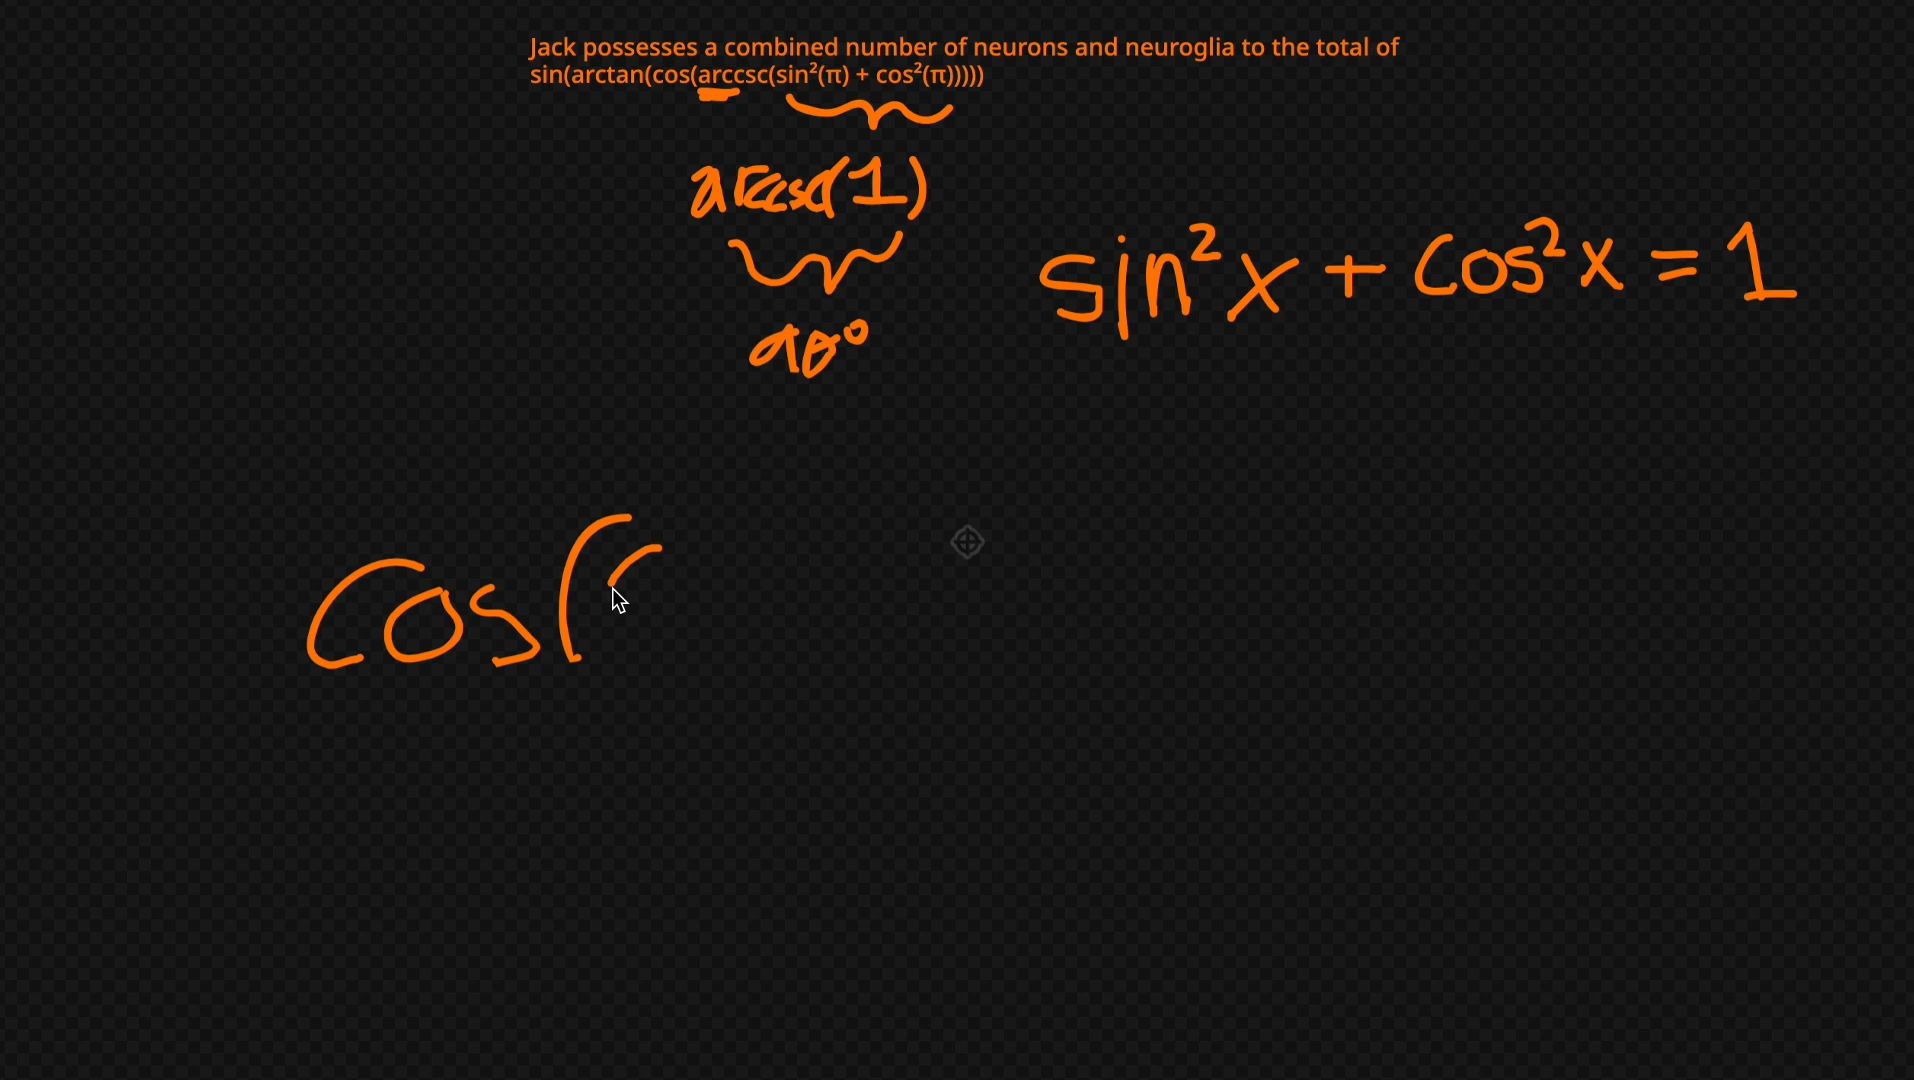 Jack possesses a combined number of neurons and neuroglia to the total of
sin(arctan(cos(arccsc(sin²(π) + cos²(π)))))
arccsc(1)
sin²x + cos²x = 1
90°
cos(